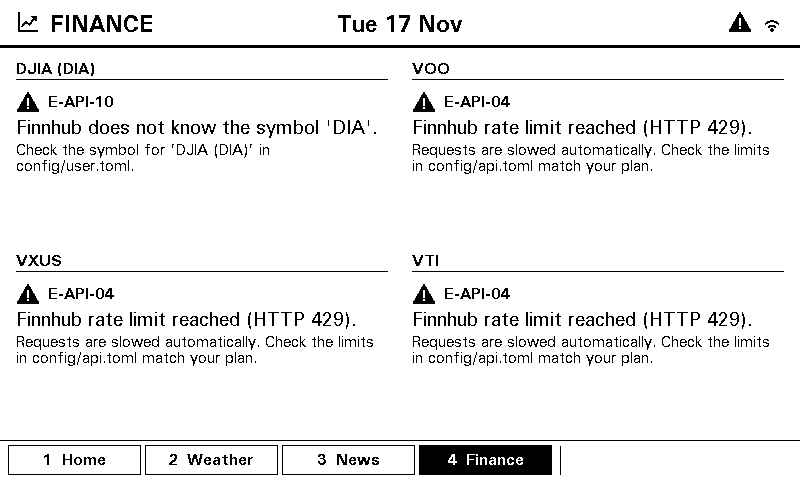 FINANCE
Tue 17 Nov
DJIA (DIA)
E-API-10
Finnhub does not know the symbol 'DIA'.
Check the symbol for 'DJIA (DIA)' in
config/user.toml.
VOO
E-API-04
Finnhub rate limit reached (HTTP 429).
Requests are slowed automatically. Check the limits
in config/api.toml match your plan.
VXUS
E-API-04
Finnhub rate limit reached (HTTP 429).
Requests are slowed automatically. Check the limits
in config/api.toml match your plan.
VTI
E-API-04
Finnhub rate limit reached (HTTP 429).
Requests are slowed automatically. Check the limits
in config/api.toml match your plan.
1 Home
2 Weather
3 News
4 Finance